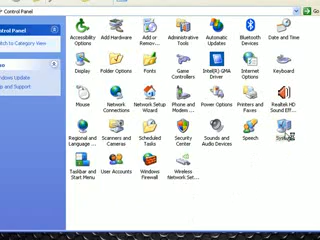 Control Panel
Go
ontrol Panel
witch to Category View
indows Update
lp and Support
Accessibility Options
Add Hardware
Add or Remov...
Administrative Tools
Automatic Updates
Bluetooth Devices
Date and Time
Display
Folder Options
Fonts
Game Controllers
Intel(R) GMA Driver
Internet Options
Keyboard
Mouse
Network Connections
Network Setup Wizard
Phone and Modem ...
Power Options
Printers and Faxes
Realtek HD Sound Eff...
Regional and Language ...
Scanners and Cameras
Scheduled Tasks
Security Center
Sounds and Audio Devices
Speech
Taskbar and Start Menu
User Accounts
Windows Firewall
Wireless Network Set...